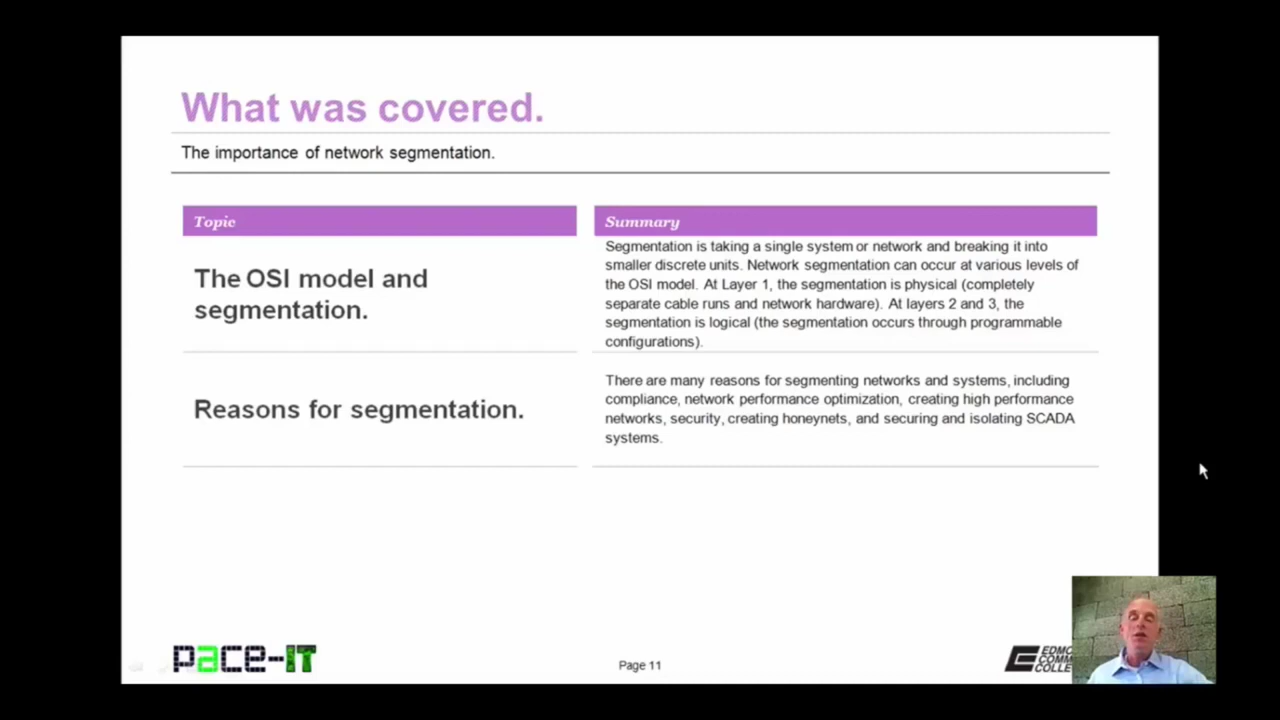 What was covered.
The importance of network segmentation.
Topic
Summary
The OSI model and
segmentation.
Segmentation is taking a single system or network and breaking it into
smaller discrete units. Network segmentation can occur at various levels of
the OSI model. At Layer 1, the segmentation is physical (completely
separate cable runs and network hardware). At layers 2 and 3, the
segmentation is logical (the segmentation occurs through programmable
configurations).
Reasons for segmentation.
There are many reasons for segmenting networks and systems, including
compliance, network performance optimization, creating high performance
networks, security, creating honeynets, and securing and isolating SCADA
systems.
pace-IT
Page 11